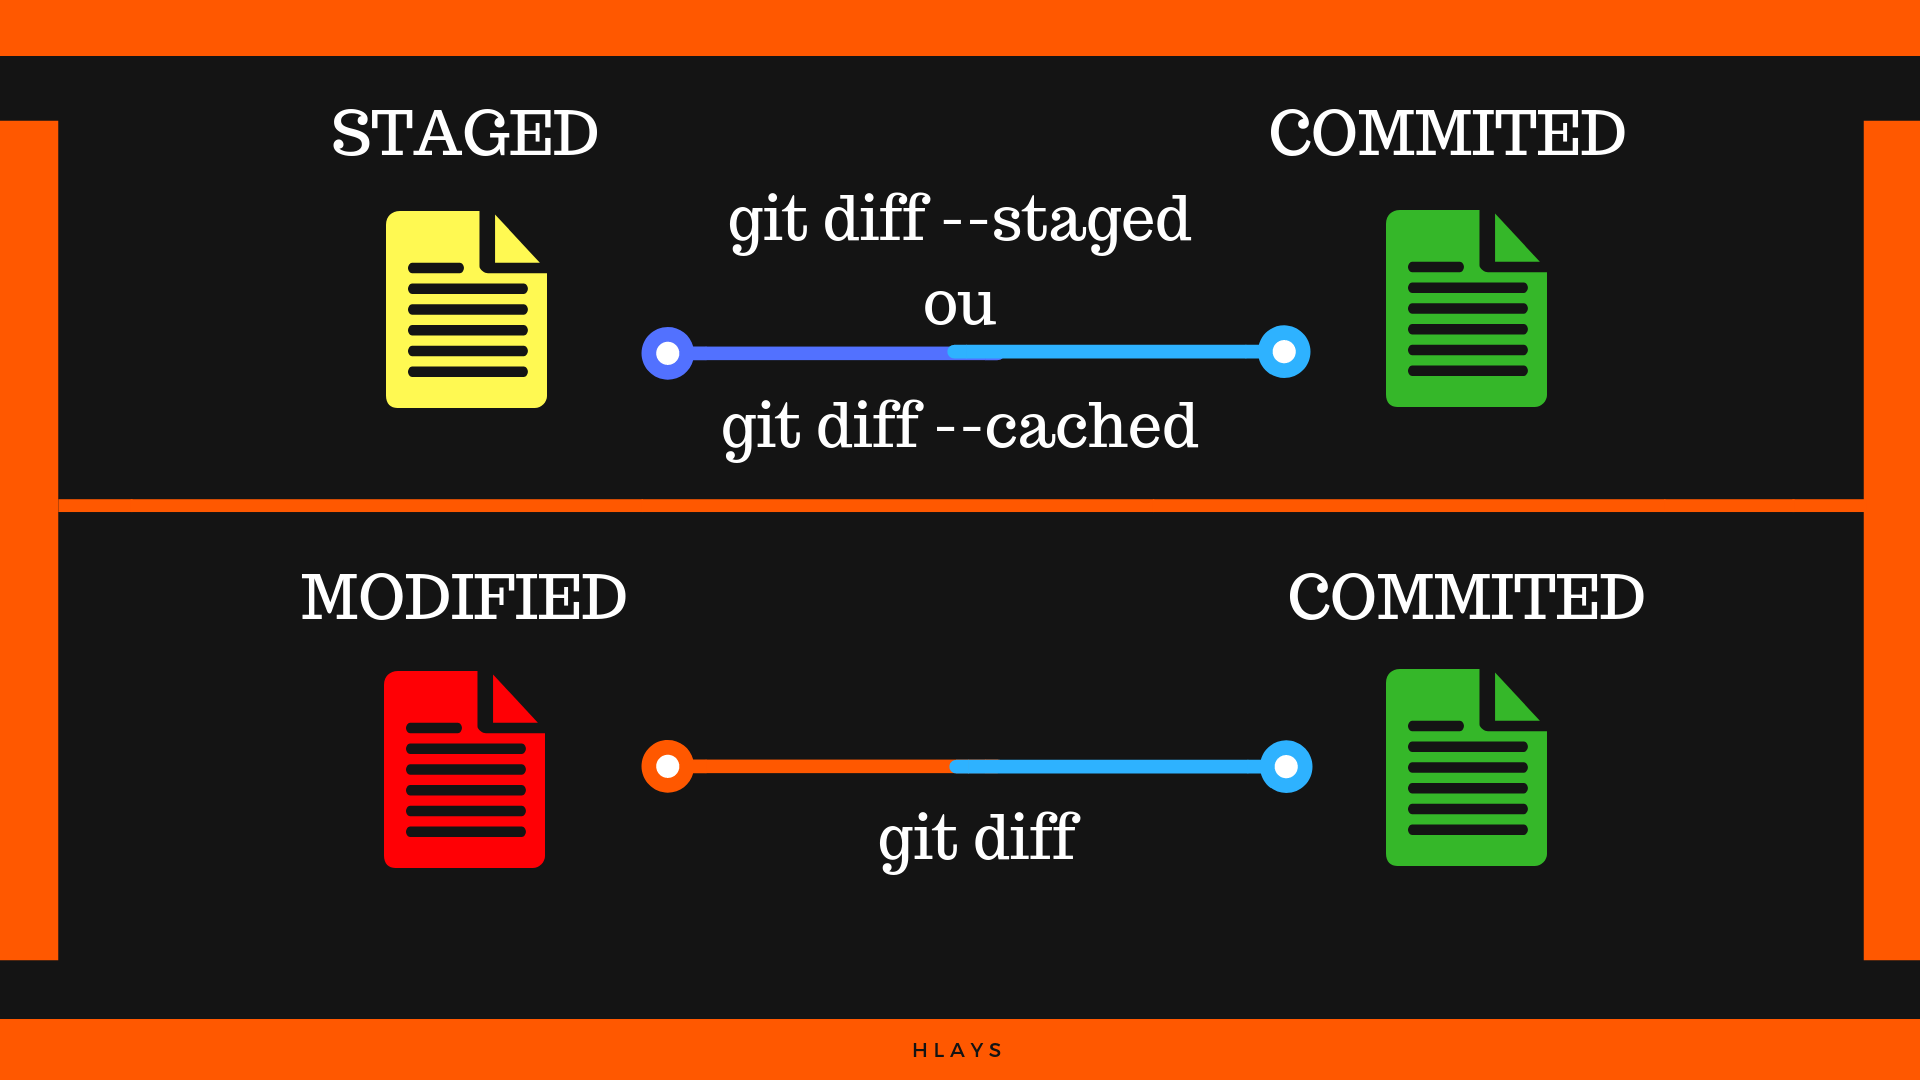 STAGED
COMMITED
git diff --staged
ou
git diff --cached
MODIFIED
COMMITED
git diff
HLAYS